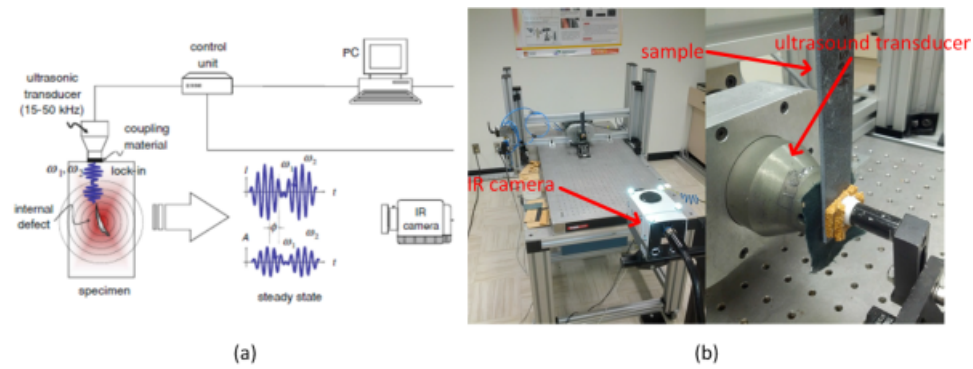 control
unit
PC
ultrasonic
transducer
(15-50 kHz)
coupling
material
ω₁, ω₂
lock-in
internal
defect
specimen
I
ω₁
ω₂
t
ϕ
A
ω₁
ω₂
t
steady state
IR
camera
IR camera
sample
ultrasound transducer
(a)
(b)